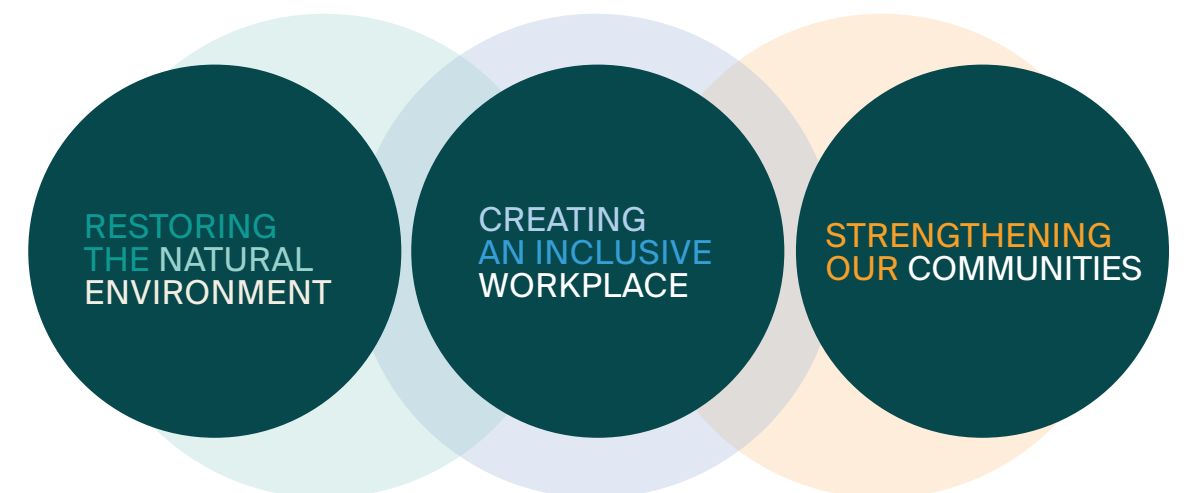 RESTORING
THE NATURAL
ENVIRONMENT
CREATING
AN INCLUSIVE
WORKPLACE
STRENGTHENING
OUR COMMUNITIES